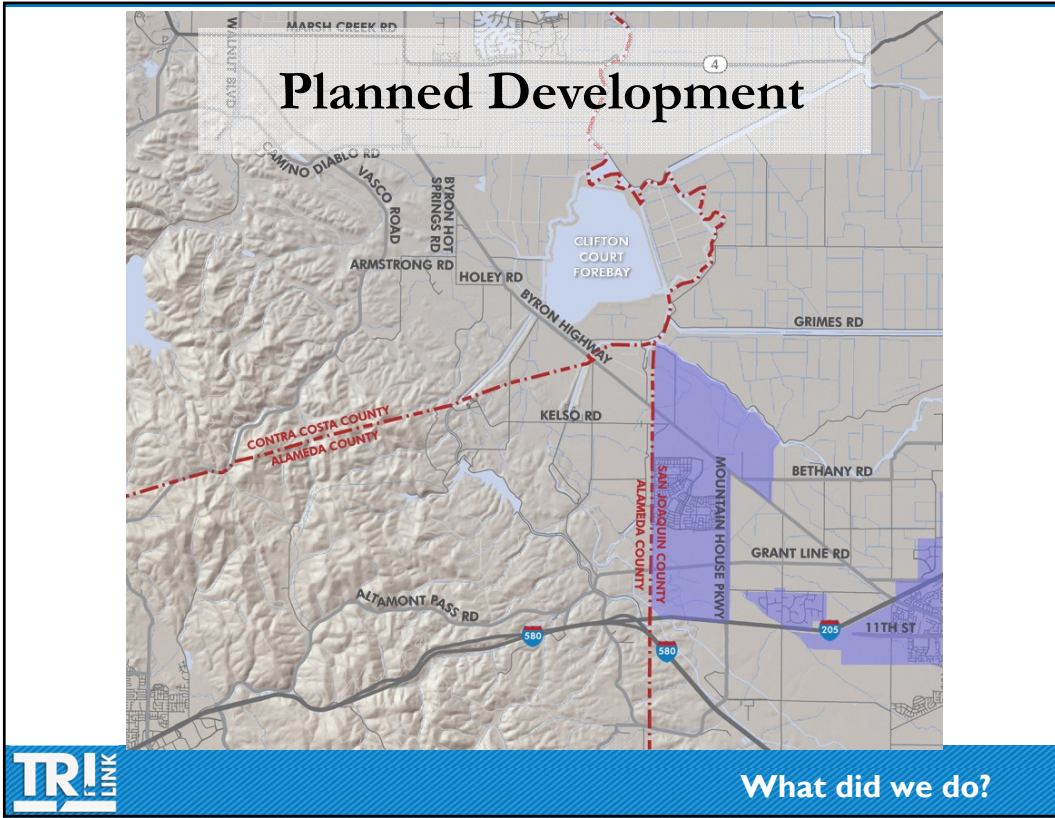 Planned Development
MARSH CREEK RD
WALNUT BLVD
4
CAMINO DIABLO RD
VASCO
ROAD
BYRON HOT
SPRINGS RD
ARMSTRONG RD
HOLEY RD
CLIFTON
COURT
FOREBAY
BYRON HIGHWAY
GRIMES RD
KELSO RD
CONTRA COSTA COUNTY
ALAMEDA COUNTY
BETHANY RD
SAN JOAQUIN COUNTY
ALAMEDA COUNTY
MOUNTAIN HOUSE PKWY
GRANT LINE RD
ALTAMONT PASS RD
580
580
205
11TH ST
TRI
LINK
What did we do?